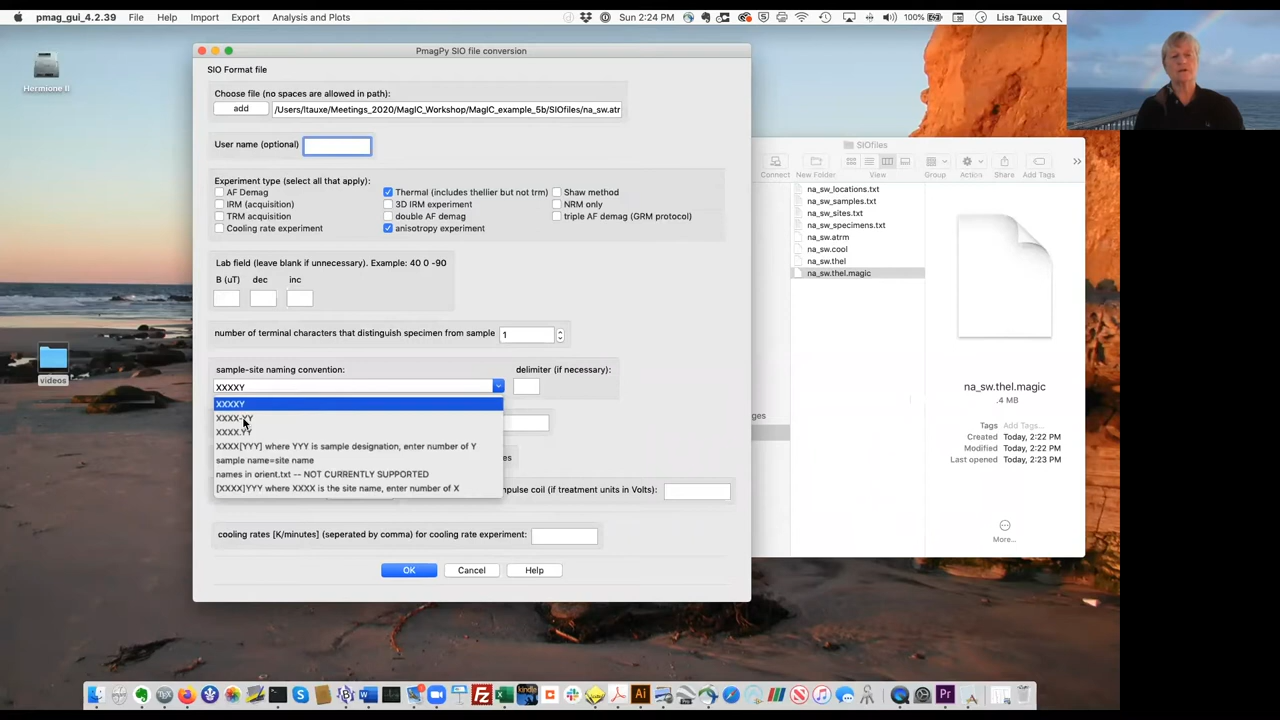 pmag_gui_4.2.39 File Help Import Export Analysis and Plots Sun 2:24 PM 100% Lisa Tauxe
Hermione II
videos
PmagPy SIO file conversion
SIO Format file
Choose file (no spaces are allowed in path):
add /Users/ltauxe/Meetings_2020/MagIC_Workshop/MagIC_example_5b/SIOfiles/na_sw.atr
User name (optional)
Experiment type (select all that apply):
AF Demag Thermal (includes thellier but not trm) Shaw method
IRM (acquisition) 3D IRM experiment NRM only
TRM acquisition double AF demag triple AF demag (GRM protocol)
Cooling rate experiment anisotropy experiment
Lab field (leave blank if unnecessary). Example: 40 0 -90
B (uT) dec inc
number of terminal characters that distinguish specimen from sample 1
sample-site naming convention: delimiter (if necessary):
XXXXY
XXXXY
XXXX-YY
XXXX.YY
XXXX[YYY] where YYY is sample designation, enter number of Y
sample name=site name
names in orient.txt -- NOT CURRENTLY SUPPORTED
[XXXX]YYY where XXXX is the site name, enter number of X
coil (if treatment units in Volts):
cooling rates [K/minutes] (seperated by comma) for cooling rate experiment:
OK Cancel Help
SIOfiles
Connect New Folder View Group Action Share Add Tags
na_sw_locations.txt
na_sw_samples.txt
na_sw_sites.txt
na_sw_specimens.txt
na_sw.atrm
na_sw.cool
na_sw.thel
na_sw.thel.magic
na_sw.thel.magic
.4 MB
Tags Add Tags...
Created Today, 2:22 PM
Modified Today, 2:22 PM
Last opened Today, 2:23 PM
More...